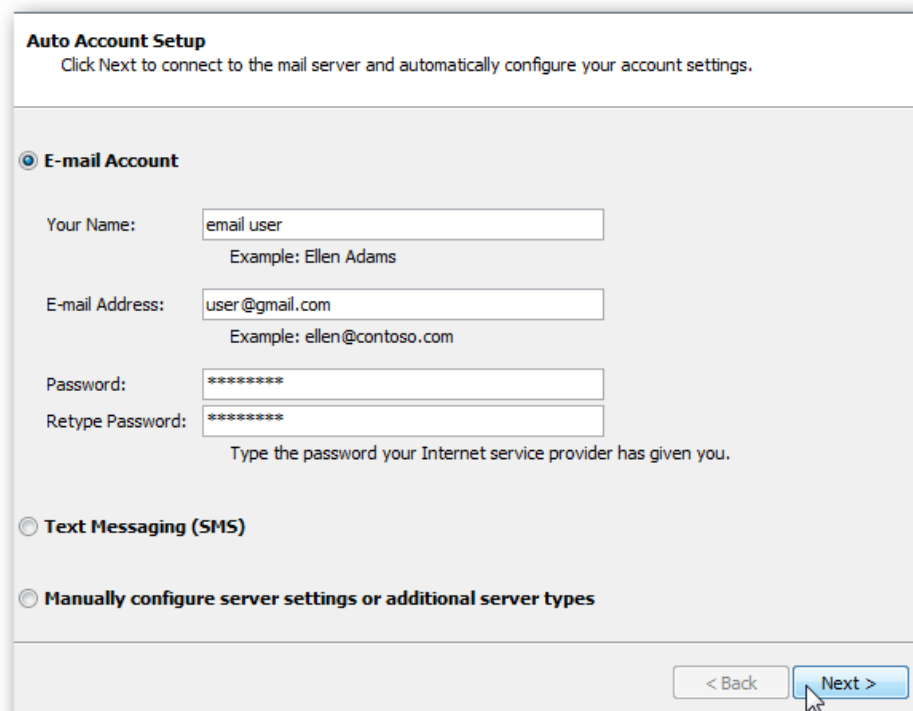 Auto Account Setup
Click Next to connect to the mail server and automatically configure your account settings.
E-mail Account
Your Name: email user
Example: Ellen Adams
E-mail Address: user@gmail.com
Example: ellen@contoso.com
Password: ********
Retype Password: ********
Type the password your Internet service provider has given you.
Text Messaging (SMS)
Manually configure server settings or additional server types
< Back Next >